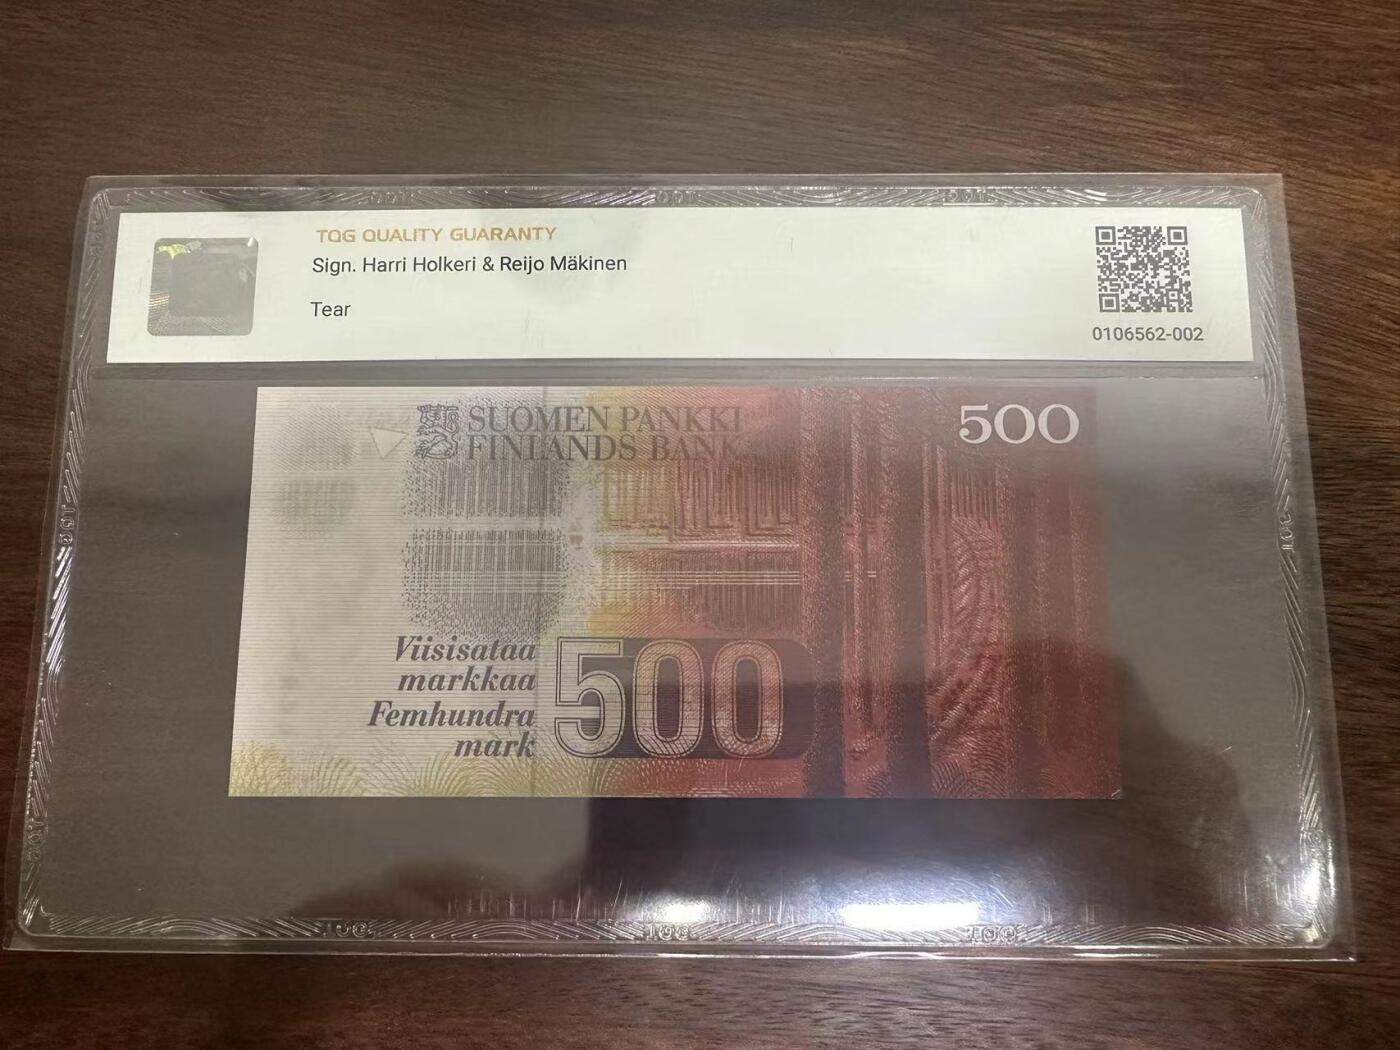 TQG QUALITY GUARANTY
Sign. Harri Holkeri & Reijo Mäkinen
Tear
0106562-002
SUOMEN PANKKI
FINLANDS BANK
500
Viisisataa
markkaa
Femhundra
mark
500